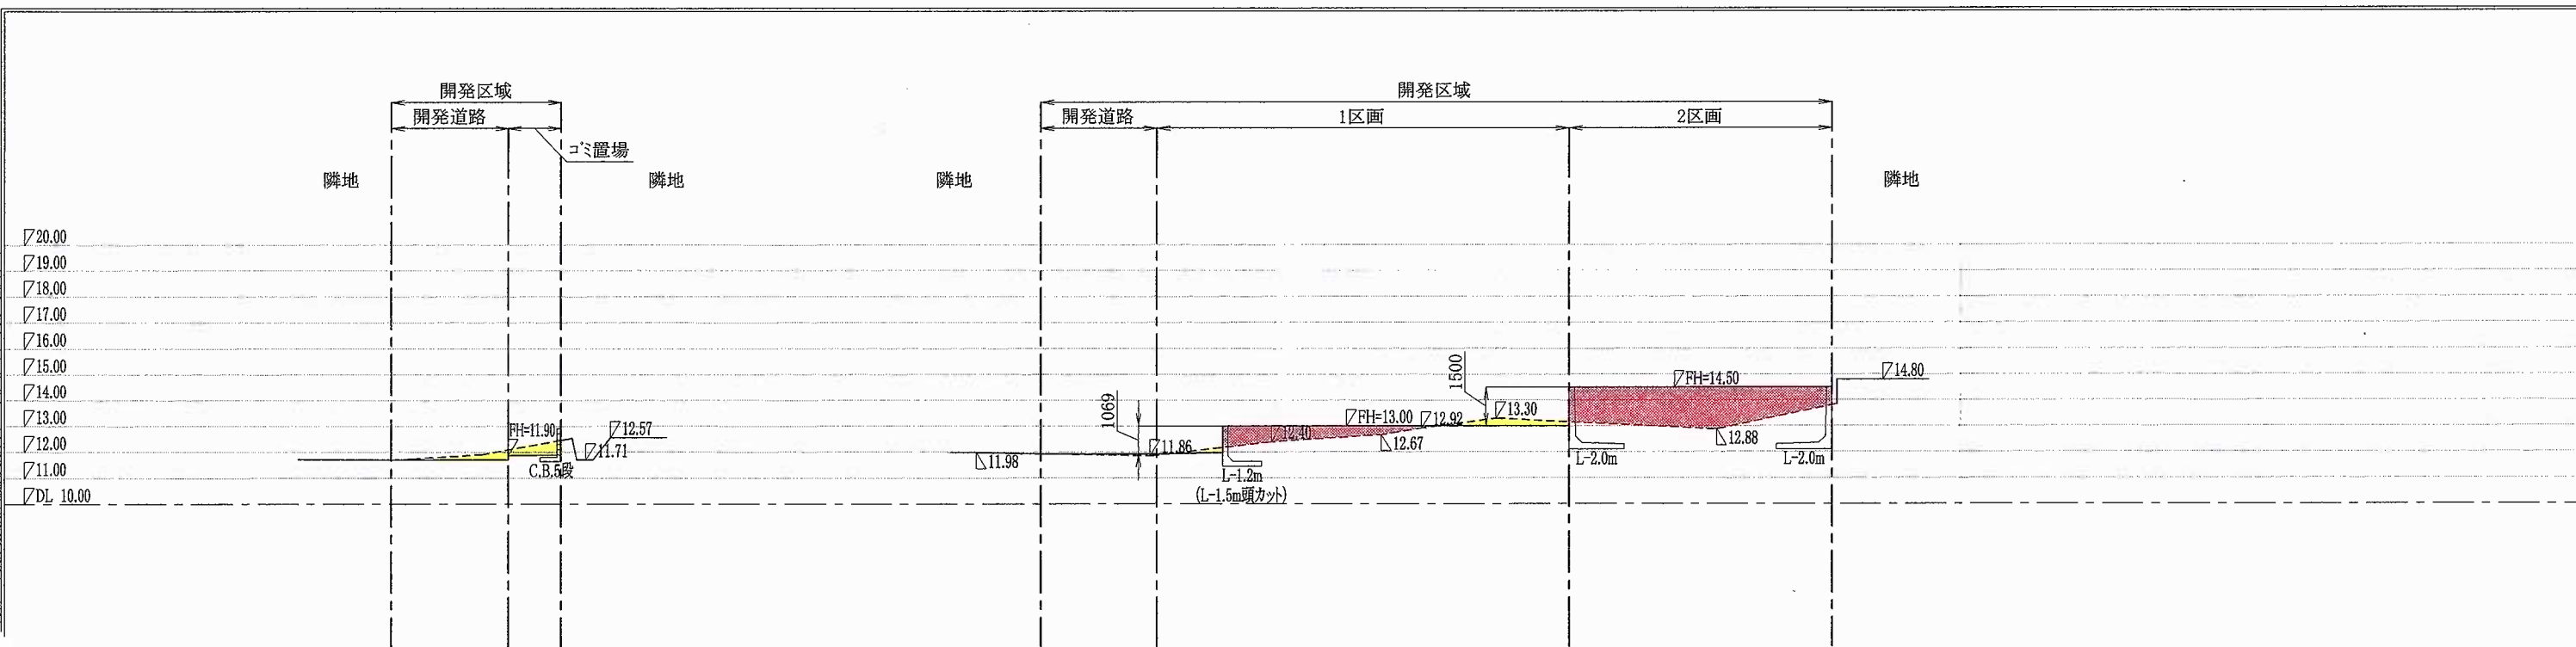 開発区域
開発道路
ゴミ置場
隣地
隣地
開発区域
開発道路
1区画
2区画
隣地
隣地
20.00
19.00
18.00
17.00
16.00
15.00
14.00
13.00
12.00
11.00
DL 10.00
FH=11.90
12.57
11.71
C.B.5段
11.98
1069
11.86
12.40
FH=13.00
12.67
12.92
1500
13.30
L-1.2m
(L-1.5m頭カット)
FH=14.50
12.88
14.80
L-2.0m
L-2.0m